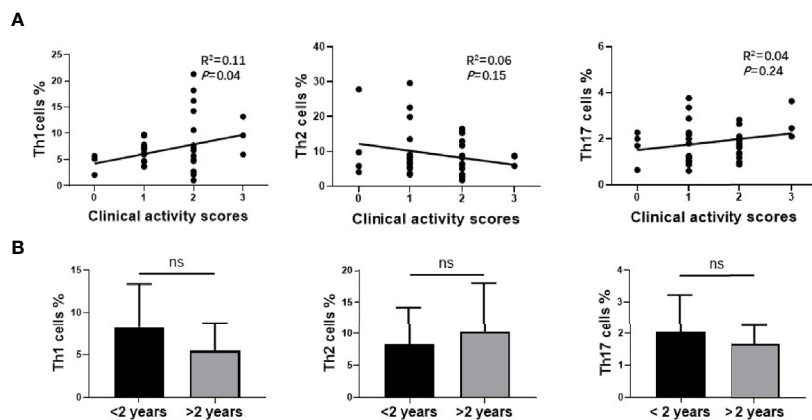 A
R²=0.11
P=0.04
Th1cells %
25
20
15
10
5
0
0 1 2 3
Clinical activity scores
R²=0.06
P=0.15
Th2 cells %
40
30
20
10
0
0 1 2 3
Clinical activity scores
R²=0.04
P=0.24
Th17 cells %
6
4
2
0
0 1 2 3
Clinical activity scores
B
ns
Th1 cells %
15
10
5
0
<2 years >2 years
ns
Th2 cells %
20
15
10
5
0
<2 years >2 years
ns
Th17 cells %
4
3
2
1
0
< 2 years > 2 years